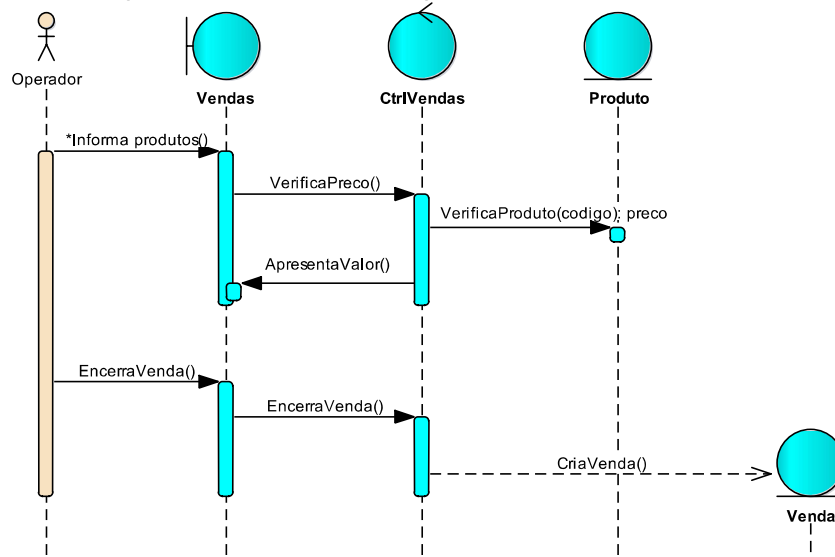 Operador
Vendas
CtrlVendas
Produto
*Informa produtos()
VerificaPreco()
VerificaProduto(codigo): preco
ApresentaValor()
EncerraVenda()
EncerraVenda()
CriaVenda()
Venda